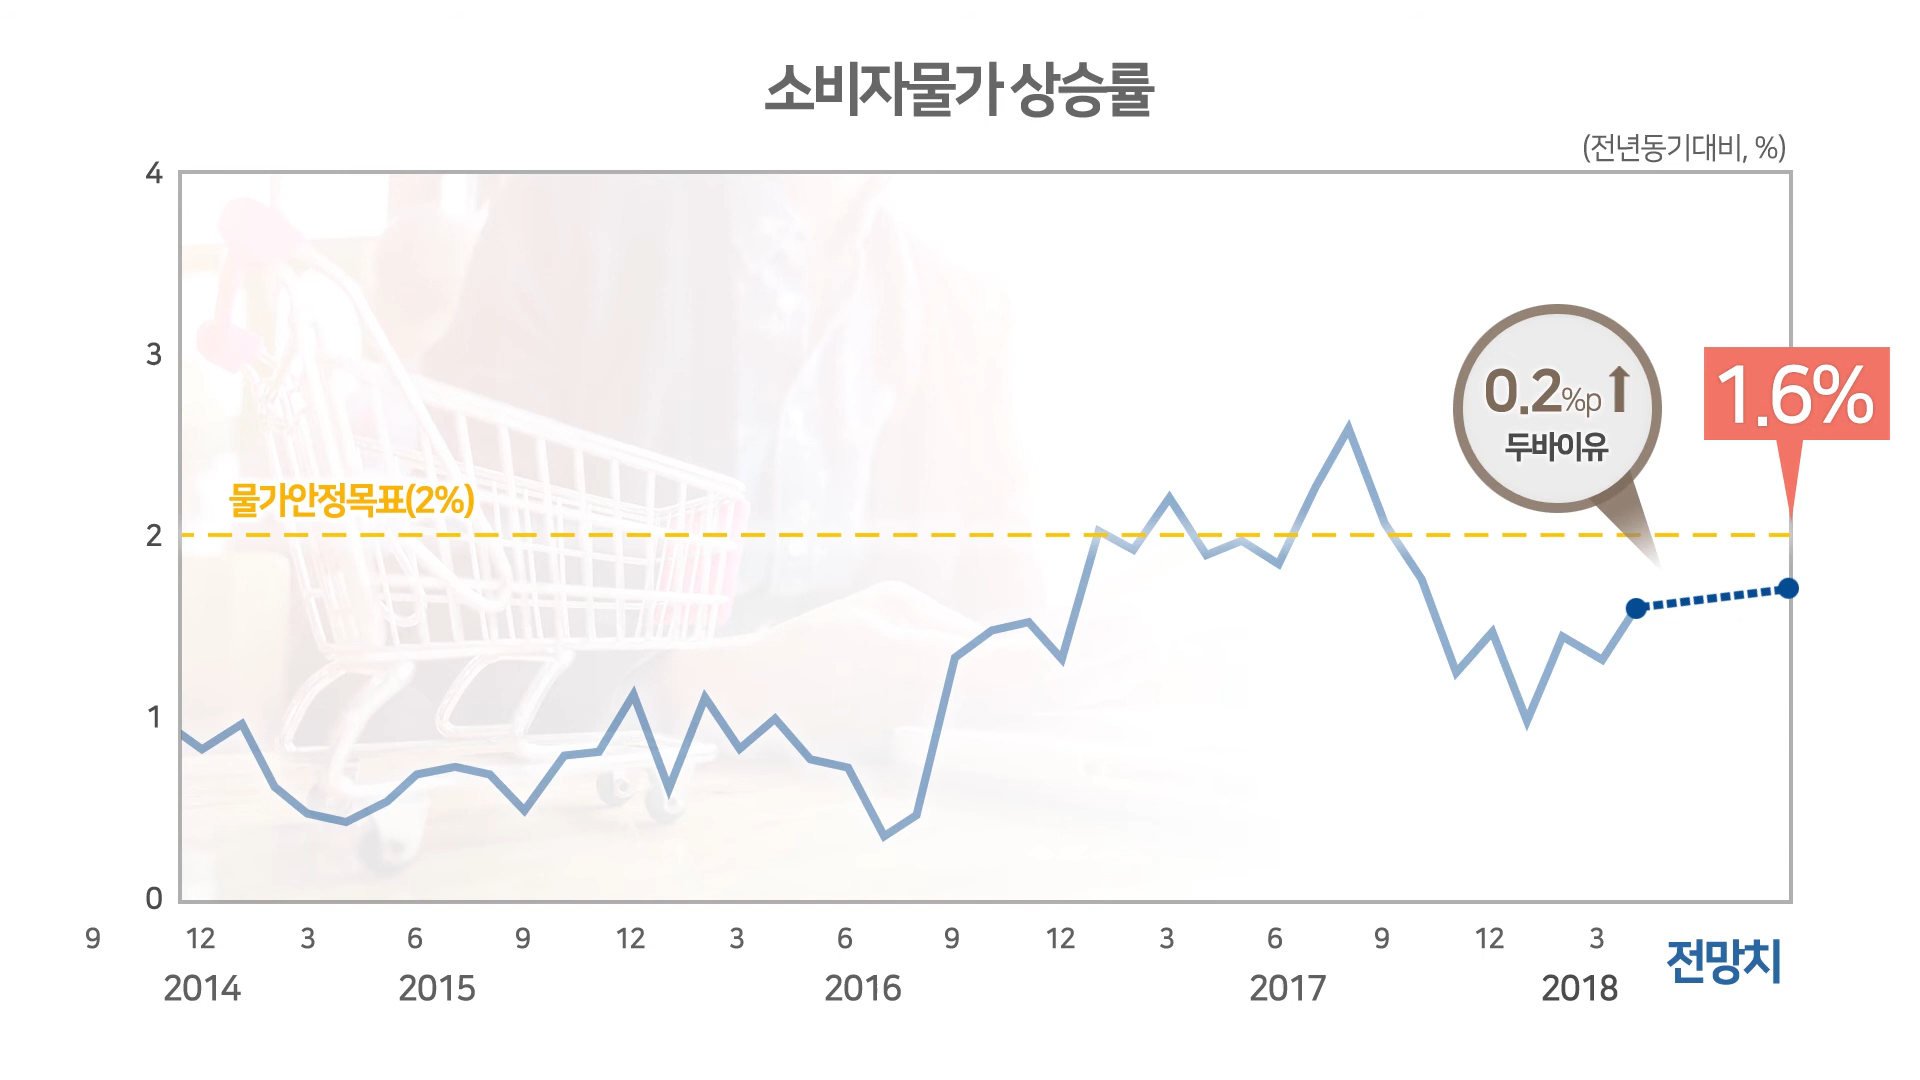 소비자물가 상승률
(전년동기대비, %)
4
3
2
1
0
물가안정목표(2%)
0.2%p
두바이유
1.6%
9 12 3 6 9 12 3 6 9 12 3 6 9 12 3
2014 2015 2016 2017 2018
전망치